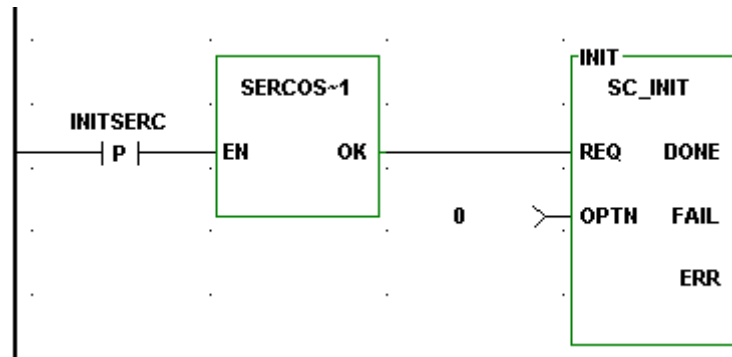 INIT
SERCOS~1 SC_INIT
INITSERC
P EN OK REQ DONE
0 OPTN FAIL
ERR